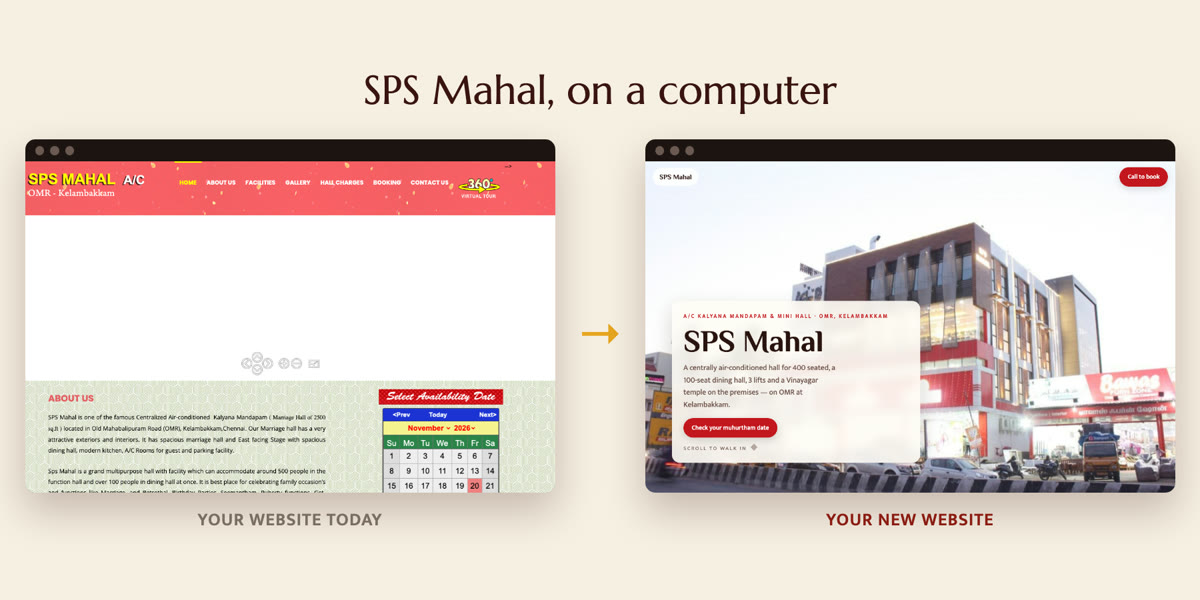 SPS Mahal, on a computer
SPS MAHAL A/C
OMR - Kelambakkam
HOME ABOUT US FACILITIES GALLERY HALL CHARGES BOOKING CONTACT US
360°
VIRTUAL TOUR
ABOUT US
SPS Mahal is one of the famous Centralized Air-conditioned Kalyana Mandapam ( Marriage Hall of 2500
sq.ft ) located in Old Mahabalipuram Road (OMR), Kelambakkam,Chennai. Our Marriage hall has a very
attractive exteriors and interiors. It has spacious marriage hall and East facing Stage with spacious
dining hall, modern kitchen, A/C Rooms for guest and parking facility.
Sps Mahal is a grand multipurpose hall with facility which can accommodate around 500 people in the
function hall and over 100 people in dining hall at once. It is best place for celebrating family occasion's
Select Availability Date
<Prev Today Next>
November 2026
Su Mo Tu We Th Fr Sa
1 2 3 4 5 6 7
8 9 10 11 12 13 14
15 16 17 18 19 20 21
YOUR WEBSITE TODAY
SPS Mahal
Call to book
A/C KALYANA MANDAPAM & MINI HALL · OMR, KELAMBAKKAM
SPS Mahal
A centrally air-conditioned hall for 400 seated, a
100-seat dining hall, 3 lifts and a Vinayagar
temple on the premises — on OMR at
Kelambakkam.
Check your muhurtham date
SCROLL TO WALK IN
YOUR NEW WEBSITE